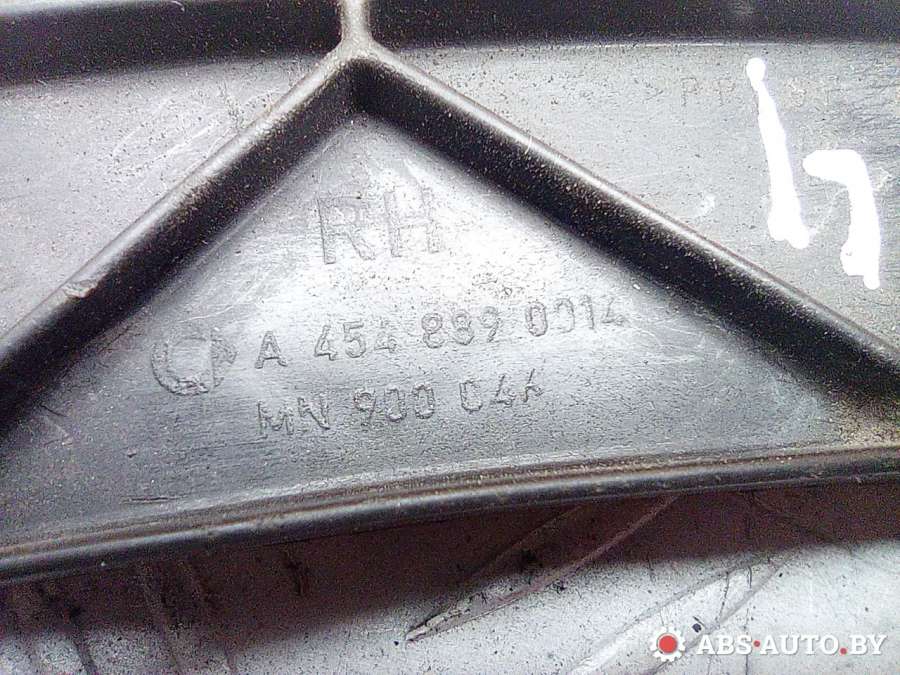 RH
A 454 889 0014
MN 900 044
ABS-AUTO.BY